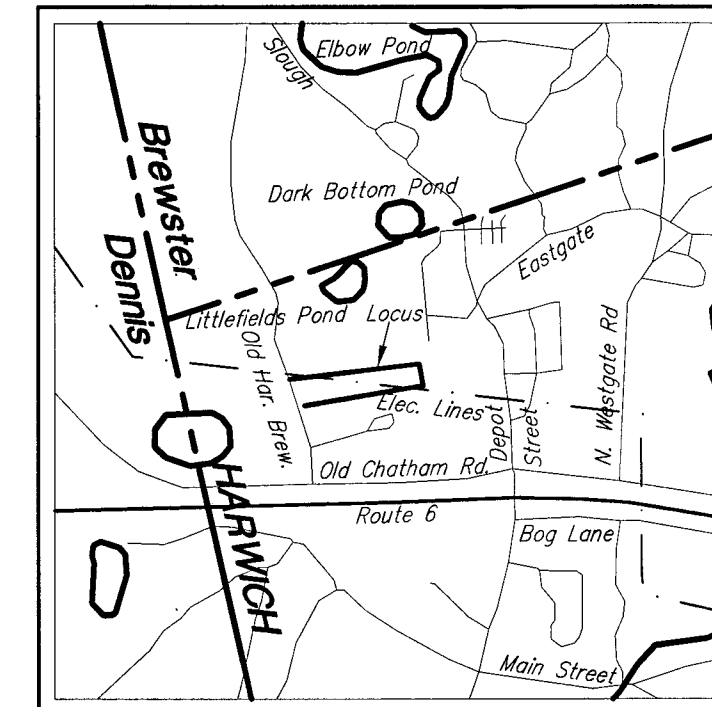 Elbow Pond
Slough
Brewster
Dennis
Dark Bottom Pond
Eastgate
Littlefields Pond
Locus
Old Har. Brew.
N. Westgate Rd
Elec. Lines
Depot
Street
HARWICH
Old Chatham Rd.
Route 6
Bog Lane
Main Street